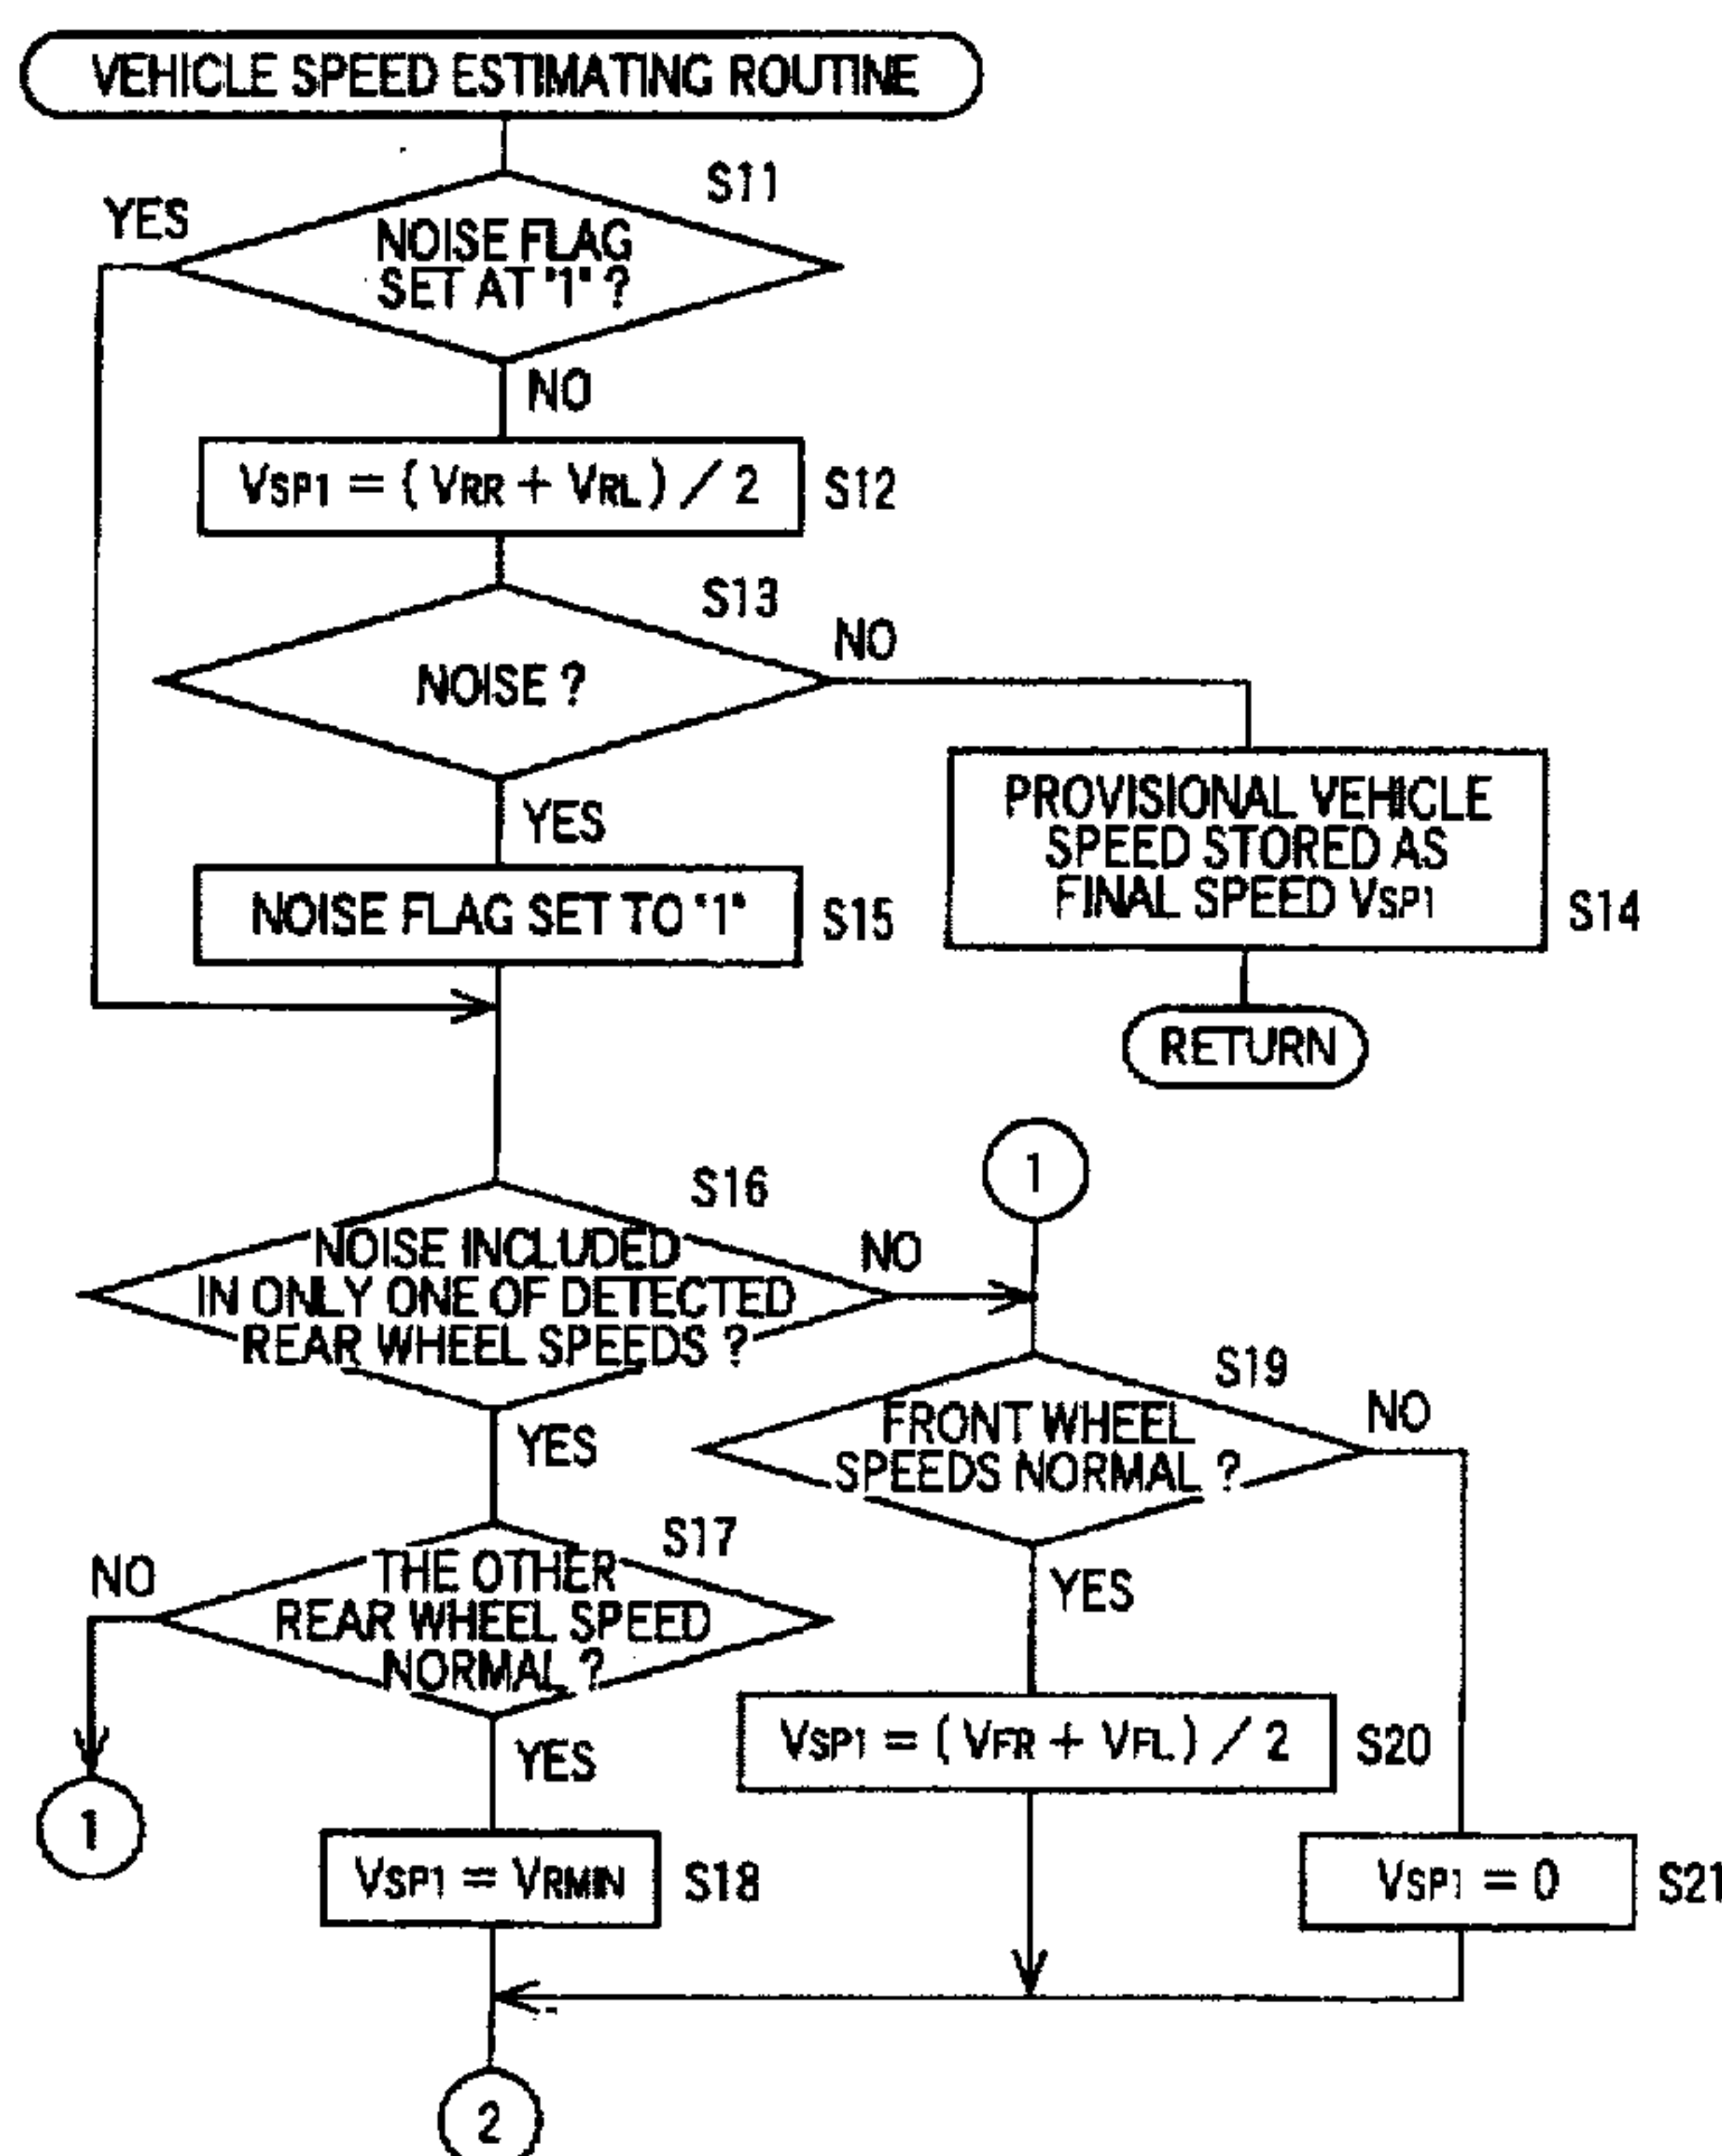 VEHICLE SPEED ESTIMATING ROUTINE
S11
YES
NOISE FLAG
SET AT "1" ?
NO
VSP1 = ( VRR + VRL ) / 2
S12
S13
NO
NOISE ?
YES
PROVISIONAL VEHICLE
SPEED STORED AS
FINAL SPEED VSP1
S14
NOISE FLAG SET TO "1"
S15
RETURN
1
S16
NOISE INCLUDED
IN ONLY ONE OF DETECTED
REAR WHEEL SPEEDS ?
NO
YES
S19
FRONT WHEEL
SPEEDS NORMAL ?
NO
YES
S17
NO
THE OTHER
REAR WHEEL SPEED
NORMAL ?
YES
1
VSP1 = ( VFR + VFL ) / 2
S20
VSP1 = VRMIN
S18
VSP1 = 0
S21
2